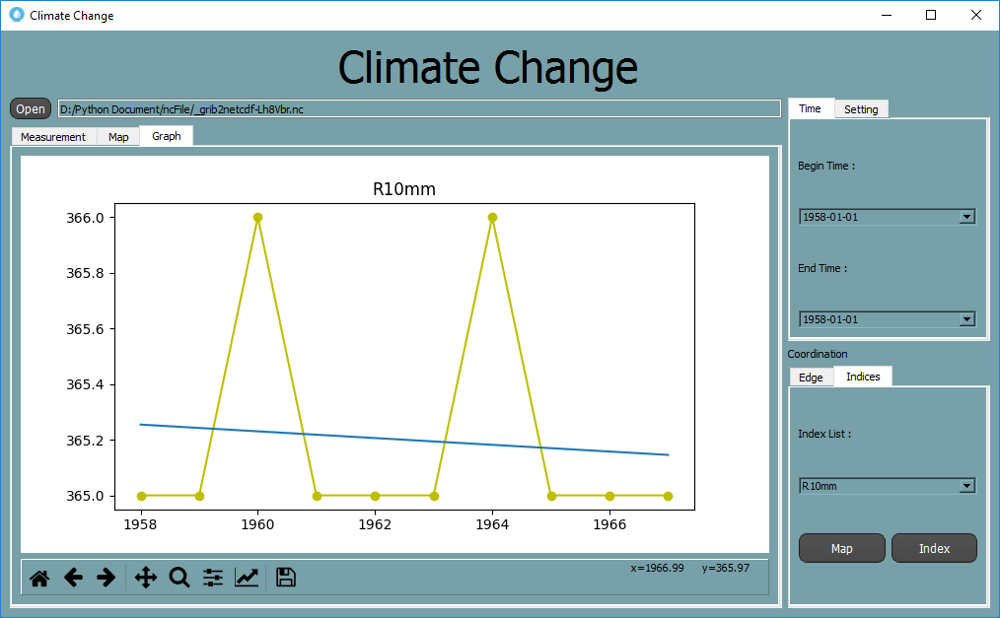 Climate Change
Climate Change
Open
D:/Python Document/ncFile/_grib2netcdf-Lh8Vbr.nc
Measurement Map Graph
R10mm
366.0
365.8
365.6
365.4
365.2
365.0
1958 1960 1962 1964 1966
x=1966.99 y=365.97
Time Setting
Begin Time :
1958-01-01
End Time :
1958-01-01
Coordination
Edge Indices
Index List :
R10mm
Map Index